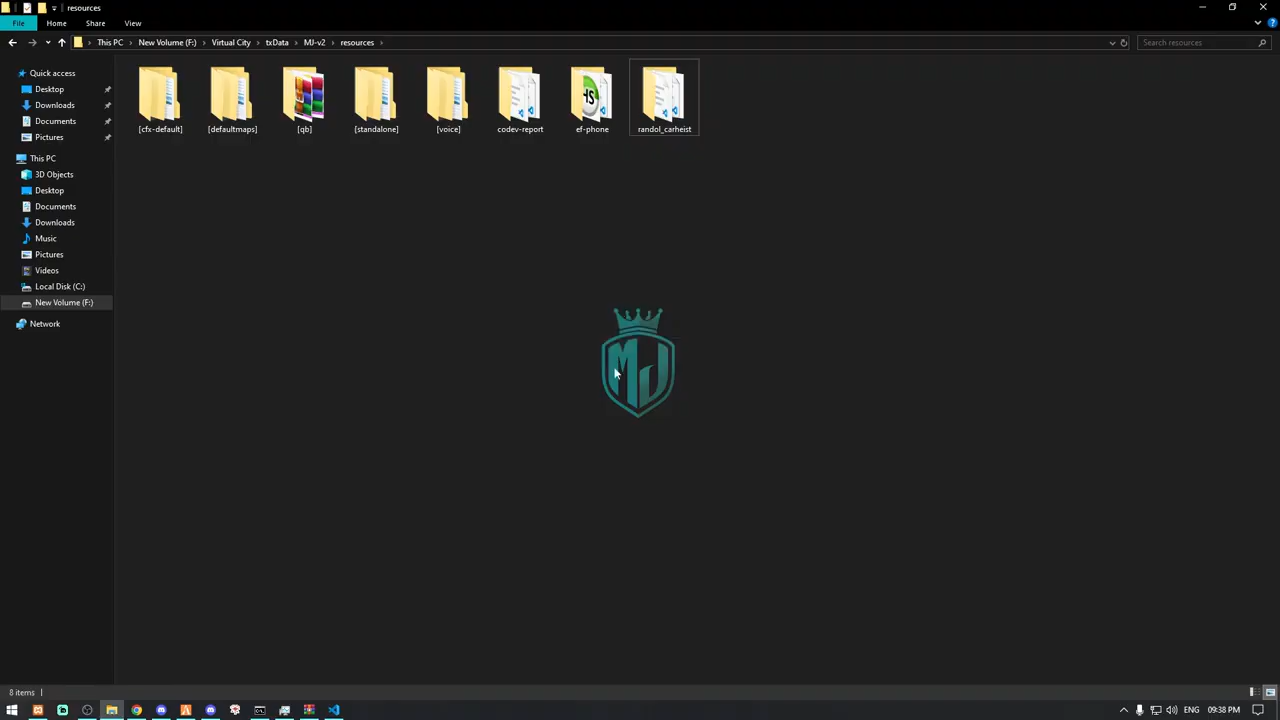 resources
File
Home
Share
View
This PC
New Volume (F:)
Virtual City
txData
MJ-v2
resources
Search resources
Quick access
Desktop
Downloads
Documents
Pictures
This PC
3D Objects
Desktop
Documents
Downloads
Music
Pictures
Videos
Local Disk (C:)
New Volume (F:)
Network
[cfx-default]
[defaultmaps]
[qb]
[standalone]
[voice]
codev-report
ef-phone
randol_carheist
HS
MJ
8 items
ENG
09:38 PM